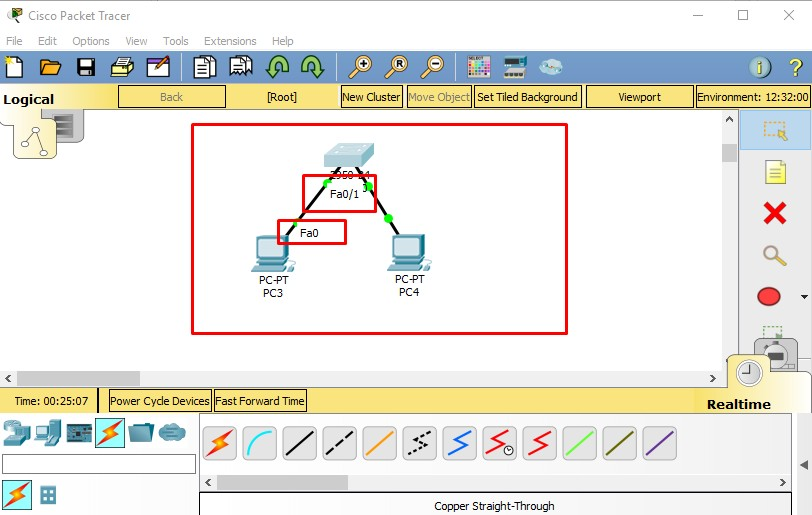 Cisco Packet Tracer
File Edit Options View Tools Extensions Help
Logical
Back
[Root]
New Cluster
Move Object
Set Tiled Background
Viewport
Environment: 12:32:00
Fa0/1
Fa0
PC-PT
PC3
PC-PT
PC4
Time: 00:25:07
Power Cycle Devices
Fast Forward Time
Realtime
Copper Straight-Through